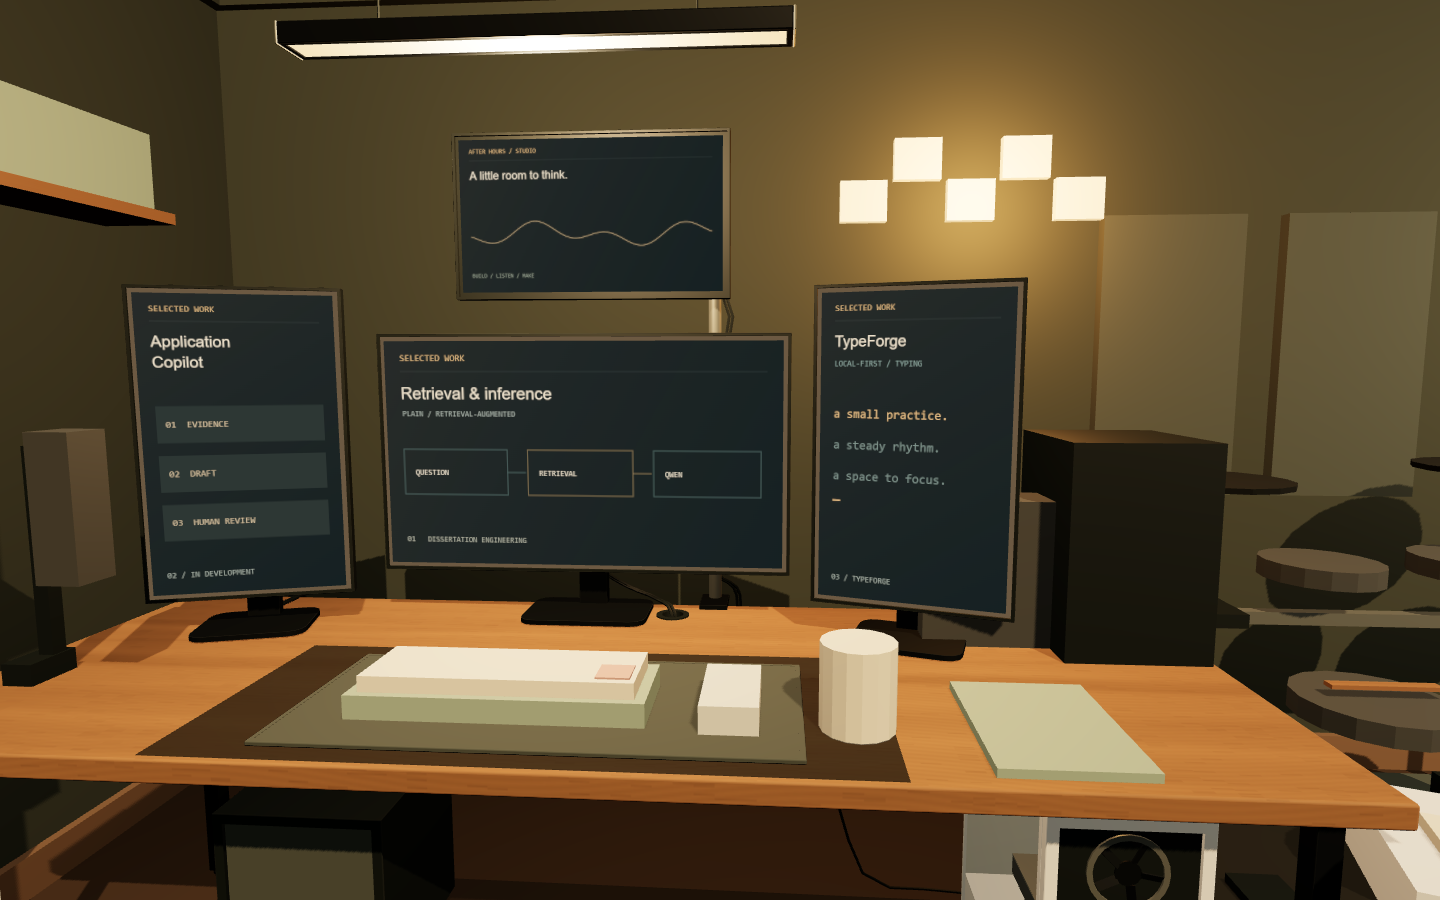 AFTER HOURS / STUDIO
A little room to think.
BUILD / LISTEN / MAKE
SELECTED WORK
Application
Copilot
01 EVIDENCE
02 DRAFT
03 HUMAN REVIEW
02 / IN DEVELOPMENT
SELECTED WORK
Retrieval & inference
PLAIN / RETRIEVAL-AUGMENTED
QUESTION
RETRIEVAL
QWEN
01 DISSERTATION ENGINEERING
SELECTED WORK
TypeForge
LOCAL-FIRST / TYPING
a small practice.
a steady rhythm.
a space to focus.
03 / TYPEFORGE